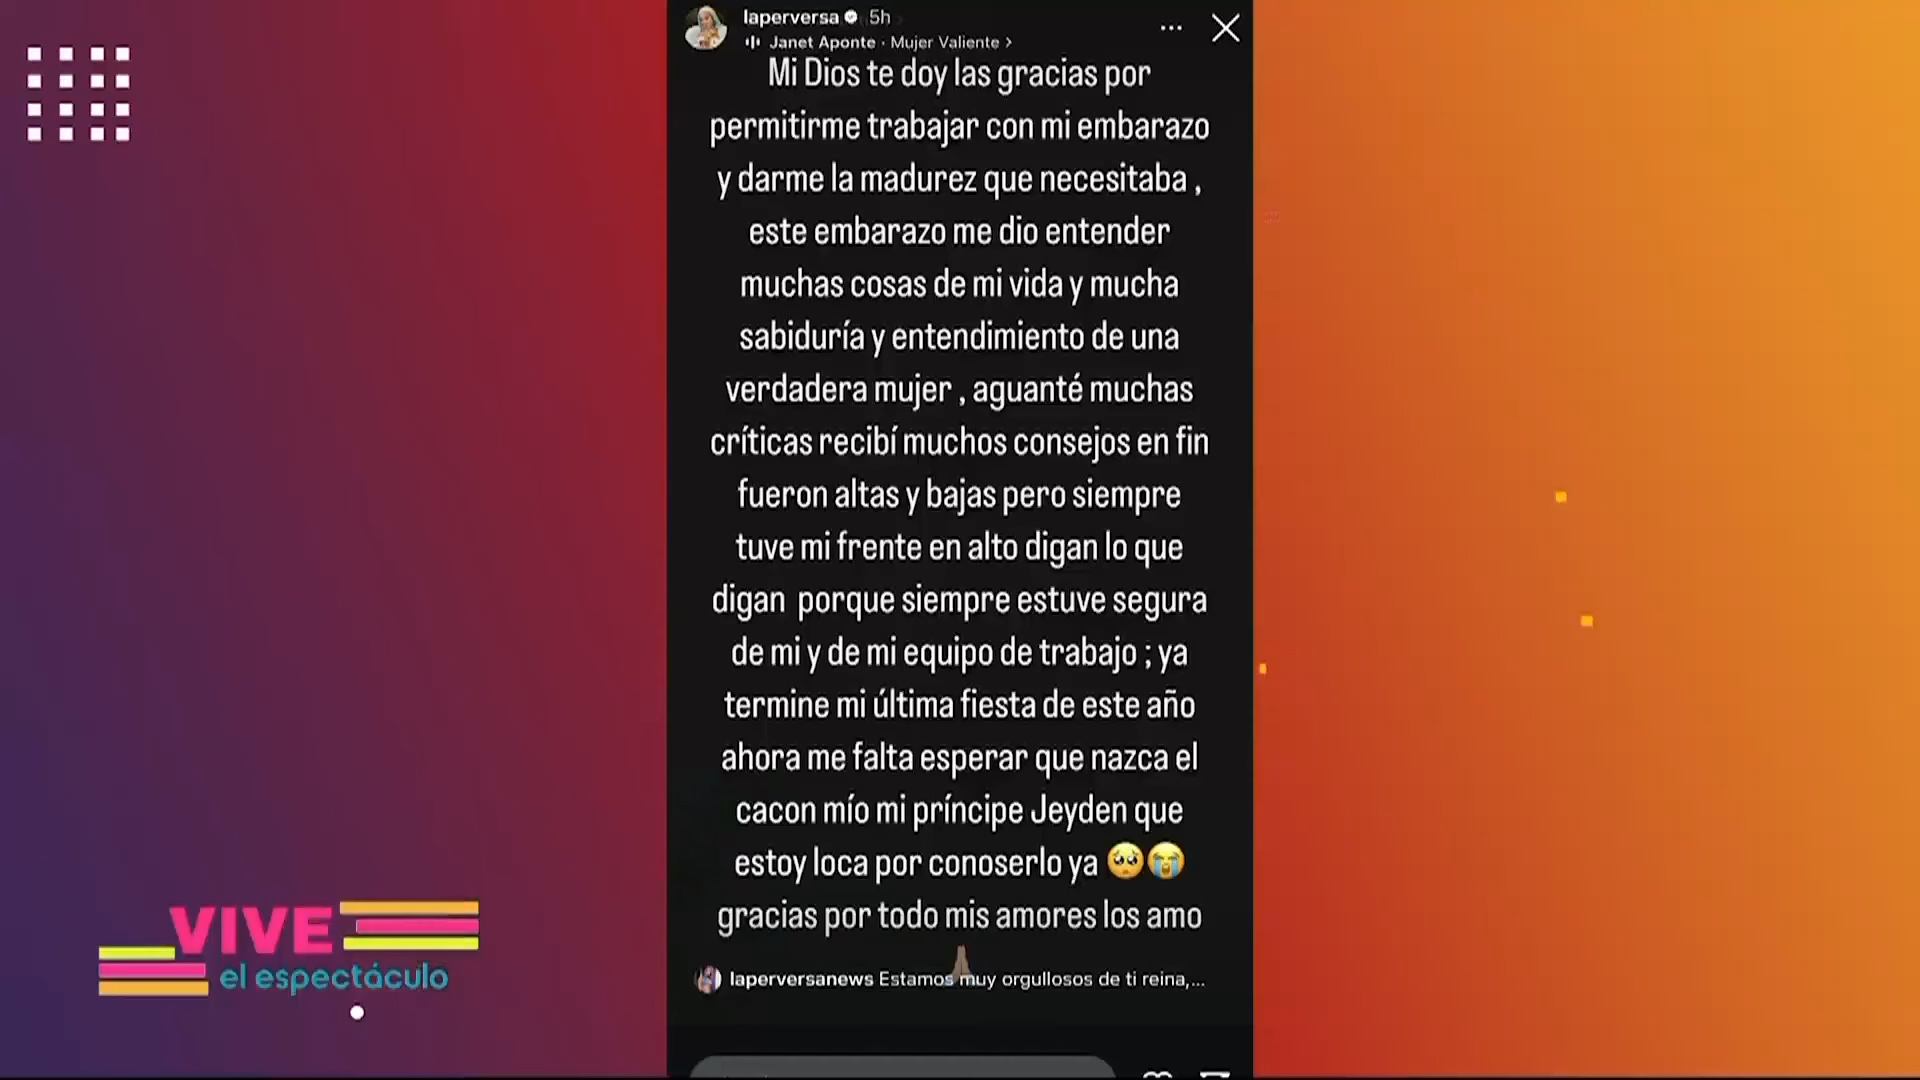 laperversa 5h
Janet Aponte · Mujer Valiente >
Mi Dios te doy las gracias por
permitirme trabajar con mi embarazo
y darme la madurez que necesitaba ,
este embarazo me dio entender
muchas cosas de mi vida y mucha
sabiduría y entendimiento de una
verdadera mujer , aguanté muchas
críticas recibí muchos consejos en fin
fueron altas y bajas pero siempre
tuve mi frente en alto digan lo que
digan porque siempre estuve segura
de mi y de mi equipo de trabajo ; ya
termine mi última fiesta de este año
ahora me falta esperar que nazca el
cacon mío mi príncipe Jeyden que
estoy loca por conoserlo ya 🥺😭
gracias por todo mis amores los amo
🙏🏽
laperversanews Estamos muy orgullosos de ti reina,...
VIVE
el espectáculo